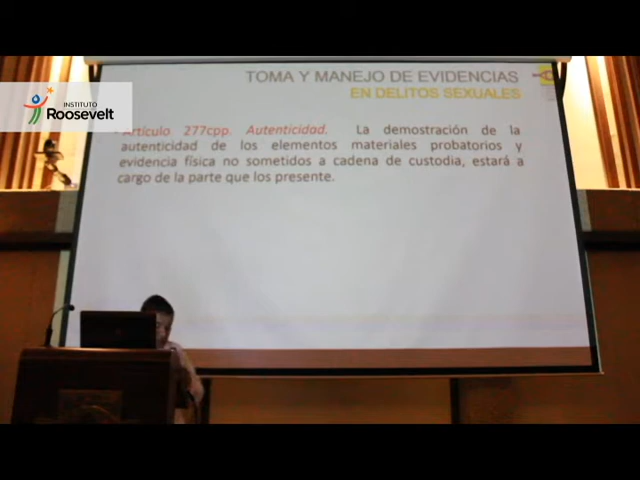 INSTITUTO
Roosevelt
TOMA Y MANEJO DE EVIDENCIAS
EN DELITOS SEXUALES
Artículo 277cpp. Autenticidad. La demostración de la
autenticidad de los elementos materiales probatorios y
evidencia física no sometidos a cadena de custodia, estará a
cargo de la parte que los presente.